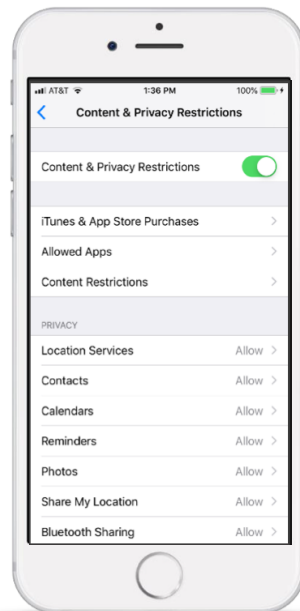 AT&T 1:36 PM 100%
Content & Privacy Restrictions
Content & Privacy Restrictions
iTunes & App Store Purchases
Allowed Apps
Content Restrictions
PRIVACY
Location Services Allow
Contacts Allow
Calendars Allow
Reminders Allow
Photos Allow
Share My Location Allow
Bluetooth Sharing Allow